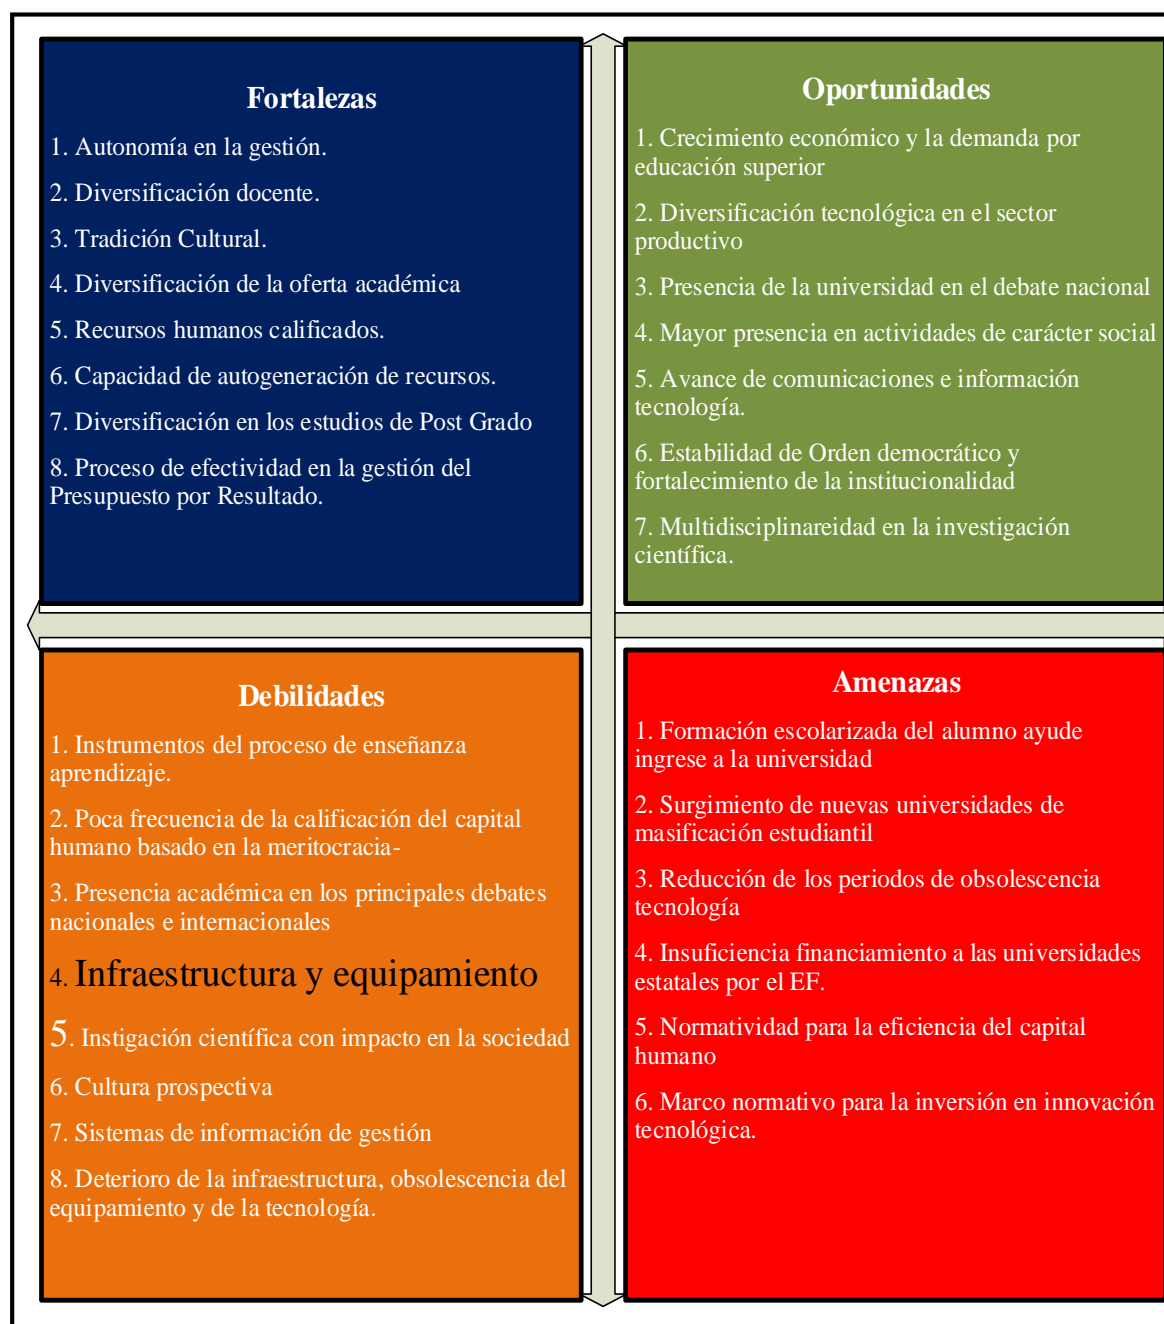 Fortalezas
1. Autonomía en la gestión.
2. Diversificación docente.
3. Tradición Cultural.
4. Diversificación de la oferta académica
5. Recursos humanos calificados.
6. Capacidad de autogeneración de recursos.
7. Diversificación en los estudios de Post Grado
8. Proceso de efectividad en la gestión del
Presupuesto por Resultado.
Oportunidades
1. Crecimiento económico y la demanda por
educación superior
2. Diversificación tecnológica en el sector
productivo
3. Presencia de la universidad en el debate nacional
4. Mayor presencia en actividades de carácter social
5. Avance de comunicaciones e información
tecnología.
6. Estabilidad de Orden democrático y
fortalecimiento de la institucionalidad
7. Multidisciplinareidad en la investigación
científica.
Debilidades
1. Instrumentos del proceso de enseñanza
aprendizaje.
2. Poca frecuencia de la calificación del capital
humano basado en la meritocracia-
3. Presencia académica en los principales debates
nacionales e internacionales
4. Infraestructura y equipamiento
5. Instigación científica con impacto en la sociedad
6. Cultura prospectiva
7. Sistemas de información de gestión
8. Deterioro de la infraestructura, obsolescencia del
equipamiento y de la tecnología.
Amenazas
1. Formación escolarizada del alumno ayude
ingrese a la universidad
2. Surgimiento de nuevas universidades de
masificación estudiantil
3. Reducción de los periodos de obsolescencia
tecnología
4. Insuficiencia financiamiento a las universidades
estatales por el EF.
5. Normatividad para la eficiencia del capital
humano
6. Marco normativo para la inversión en innovación
tecnológica.